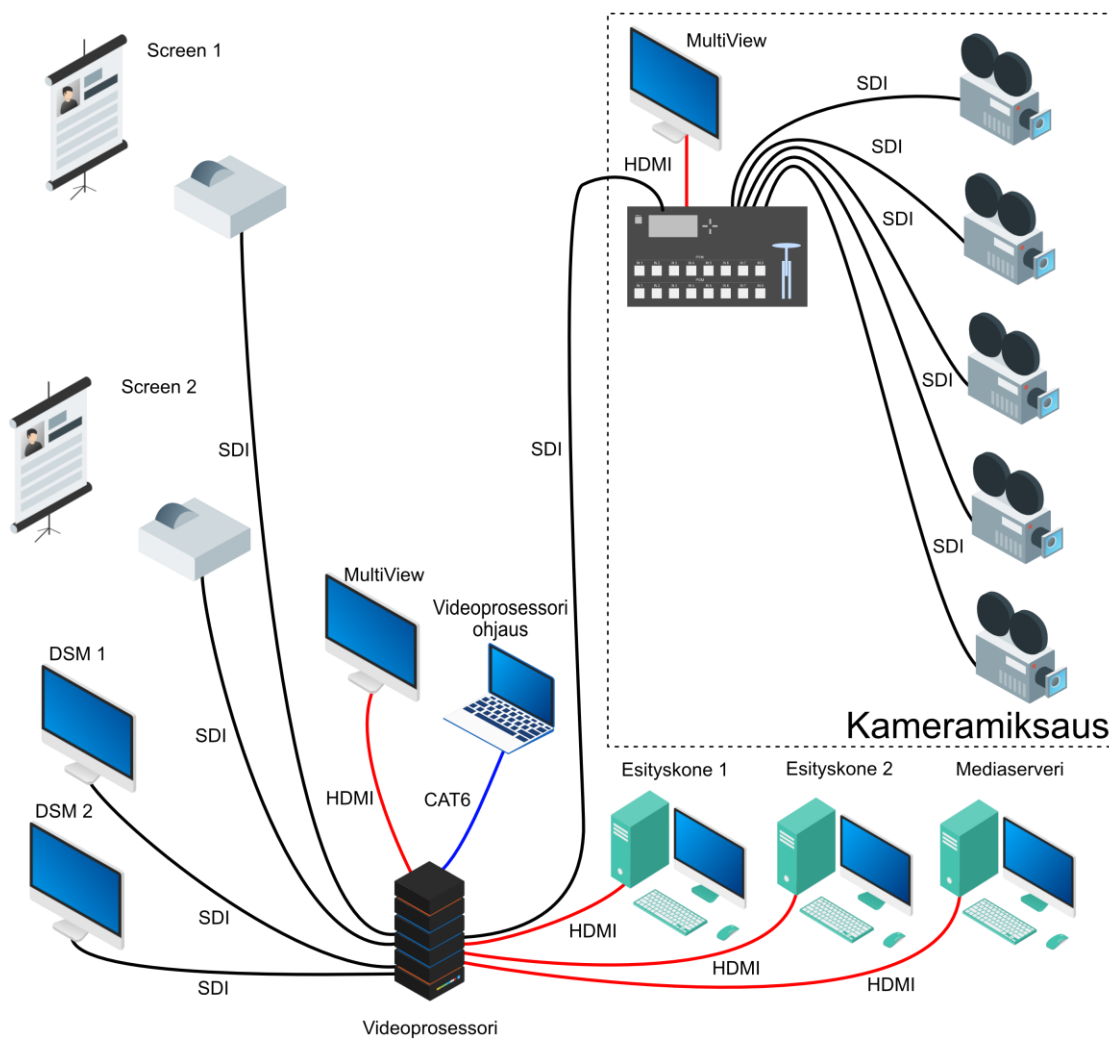 Screen 1
MultiView
SDI
SDI
HDMI
SDI
Screen 2
SDI
SDI
SDI
SDI
MultiView
Videoprosessori
ohjaus
DSM 1
SDI
Kameramiksaus
Esityskone 1
Esityskone 2
Mediaserveri
HDMI
CAT6
DSM 2
SDI
HDMI
HDMI
HDMI
SDI
Videoprosessori